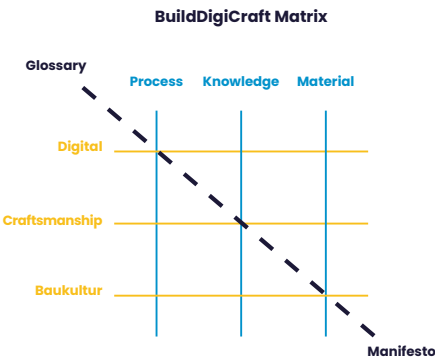 BuildDigiCraft Matrix
Glossary
Process Knowledge Material
Digital
Craftsmanship
Baukultur
Manifesto